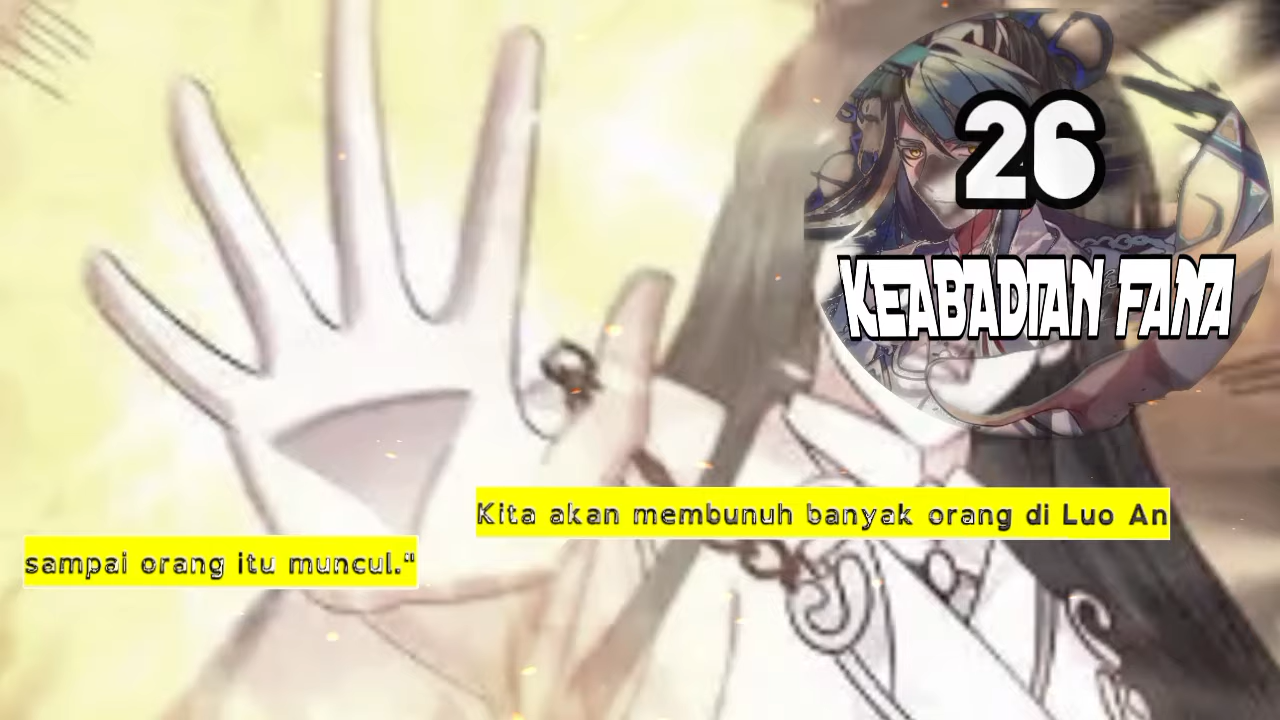 26
KEABADIAN FANA
Kita akan membunuh banyak orang di Luo An
sampai orang itu muncul."